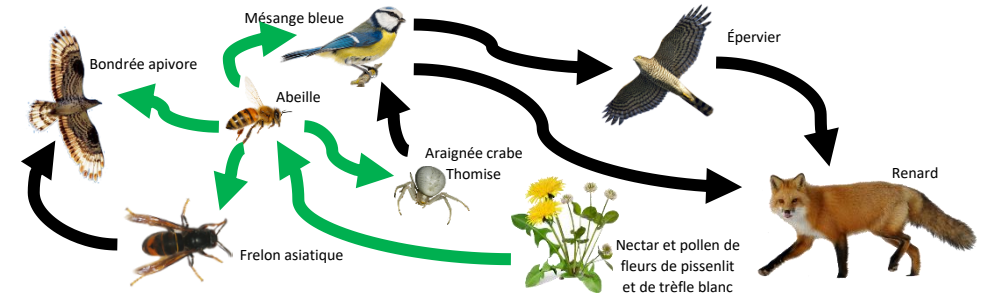 Mésange bleue
Épervier
Bondrée apivore
Abeille
Araignée crabe
Thomise
Renard
Frelon asiatique
Nectar et pollen de
fleurs de pissenlit
et de trèfle blanc